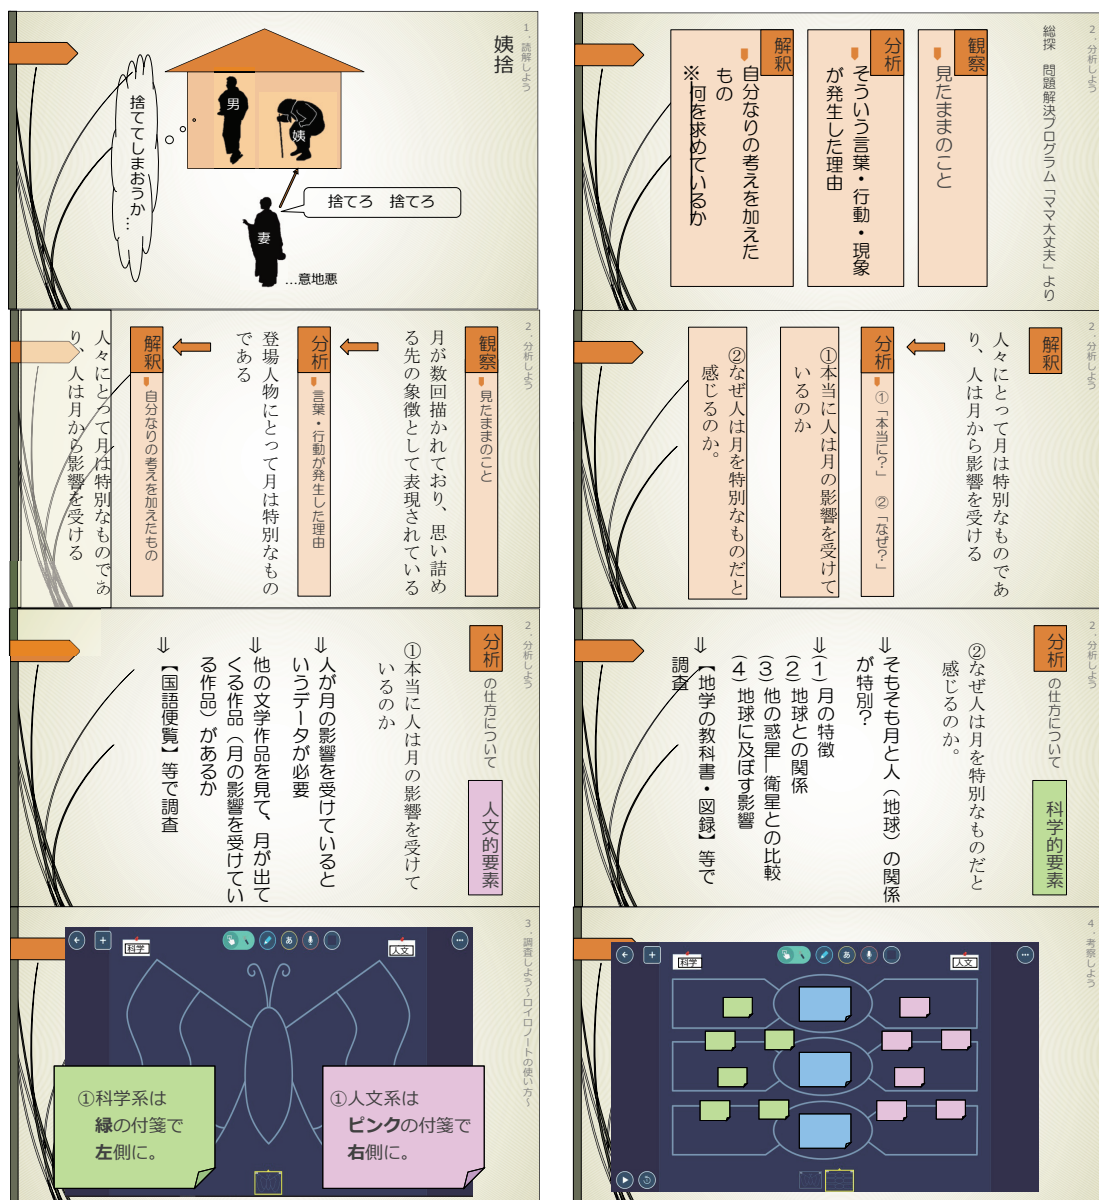 1．読解しよう
姨捨
男
姨
捨ててしまおうか…
捨てろ　捨てろ
妻
…意地悪
2．分析しよう
総探　問題解決プログラム「ママ大丈夫」より
観察
見たままのこと
分析
そういう言葉・行動・現象
が発生した理由
解釈
自分なりの考えを加えた
もの
※何を求めているか
2．分析しよう
観察
見たままのこと
月が数回描かれており、思い詰め
る先の象徴として表現されている
分析
言葉・行動が発生した理由
登場人物にとって月は特別なもの
である
解釈
自分なりの考えを加えたもの
人々にとって月は特別なものであ
り、人は月から影響を受ける
2．分析しよう
解釈
人々にとって月は特別なものであ
り、人は月から影響を受ける
分析
①「本当に？」　②「なぜ？」
①本当に人は月の影響を受けて
いるのか
②なぜ人は月を特別なものだと
感じるのか。
2．分析しよう
分析
の仕方について
人文的要素
①本当に人は月の影響を受けて
いるのか
⇒人が月の影響を受けていると
いうデータが必要
⇒他の文学作品を見て、月が出て
くる作品（月の影響を受けてい
る作品）があるか
⇒【国語便覧】等で調査
2．分析しよう
分析
の仕方について
科学的要素
②なぜ人は月を特別なものだと
感じるのか。
⇒そもそも月と人（地球）の関係
が特別？
⇒(1）月の特徴
(2）地球との関係
(3）他の惑星―衛星との比較
(4）地球に及ぼす影響
⇒【地学の教科書・図録】等で
調査
3．調査しよう～ロイロノートの使い方～
科学
あ
人文
①科学系は
緑の付箋で
左側に。
①人文系は
ピンクの付箋で
右側に。
4．考察しよう
科学
あ
人文